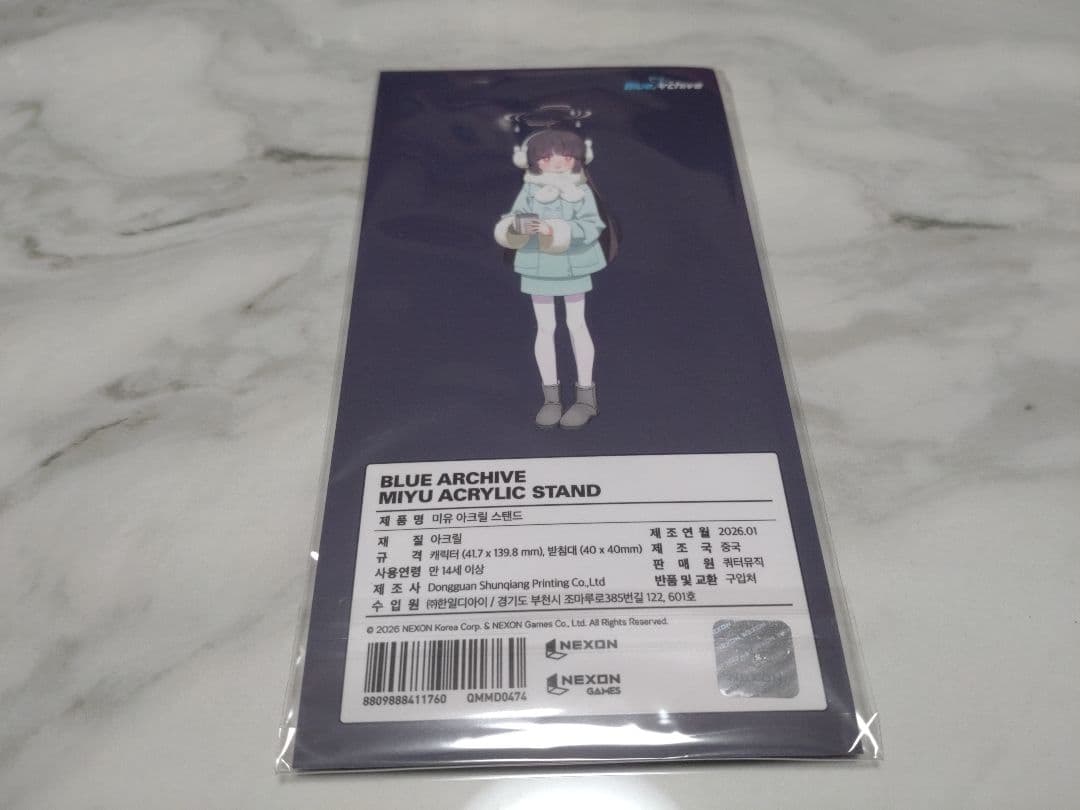 Blue Archive
BLUE ARCHIVE
MIYU ACRYLIC STAND
제 품 명 미유 아크릴 스탠드
재 질 아크릴 제 조 연 월 2026.01
규 격 캐릭터 (41.7 x 139.8 mm), 받침대 (40 x 40mm) 제 조 국 중국
사용연령 만 14세 이상 판 매 원 쿼터뮤직
제 조 사 Dongguan Shunqiang Printing Co.,Ltd 반품 및 교환 구입처
수 입 원 ㈜한일디아이 / 경기도 부천시 조마루로385번길 122, 601호
© 2026 NEXON Korea Corp. & NEXON Games Co., Ltd. All Rights Reserved.
8809888411760 QMMD0474
NEXON
NEXON
GAMES
NEXON